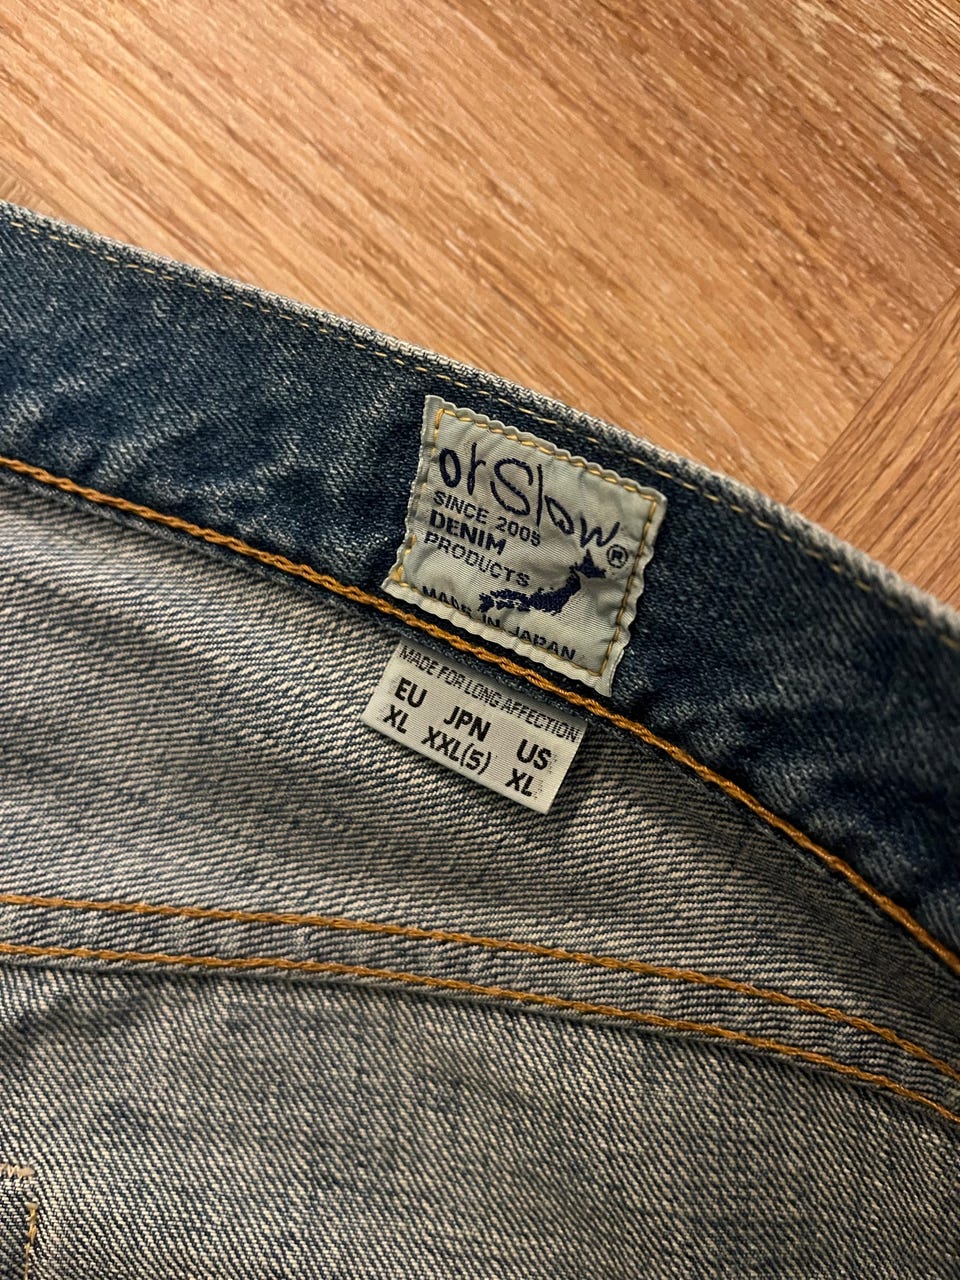 orSlow®
SINCE 2005
DENIM
PRODUCTS
MADE IN JAPAN
MADE FOR LONG AFFECTION
EU JPN US
XL XXL(5) XL